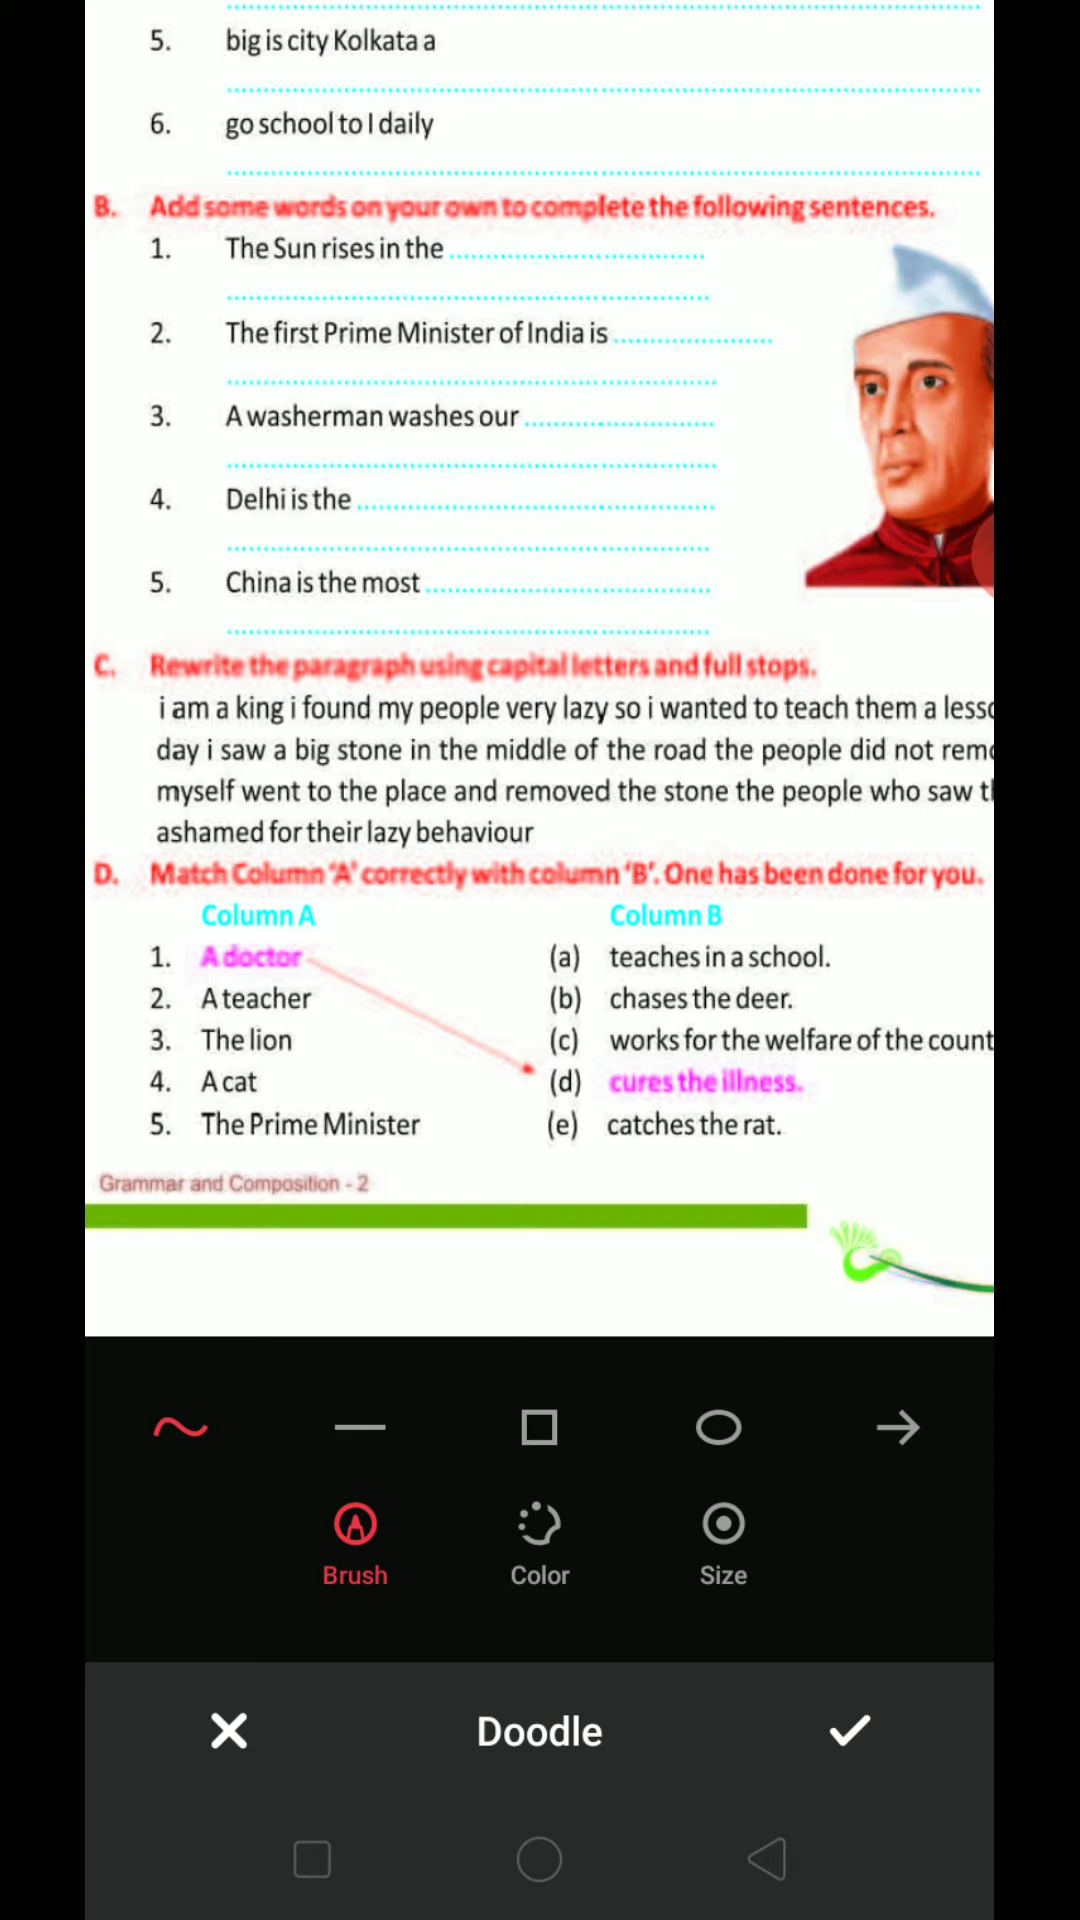 5. big is city Kolkata a
6. go school to I daily
B. Add some words on your own to complete the following sentences.
1. The Sun rises in the
2. The first Prime Minister of India is
3. A washerman washes our
4. Delhi is the
5. China is the most
C. Rewrite the paragraph using capital letters and full stops.
i am a king i found my people very lazy so i wanted to teach them a
day i saw a big stone in the middle of the road the people did not
myself went to the place and removed the stone the people who saw
ashamed for their lazy behaviour
D. Match Column 'A' correctly with column 'B'. One has been done for you.
Column A Column B
1. A doctor (a) teaches in a school.
2. A teacher (b) chases the deer.
3. The lion (c) works for the welfare of the
4. A cat (d) cures the illness.
5. The Prime Minister (e) catches the rat.
Grammar and Composition - 2
Brush Color Size
Doodle